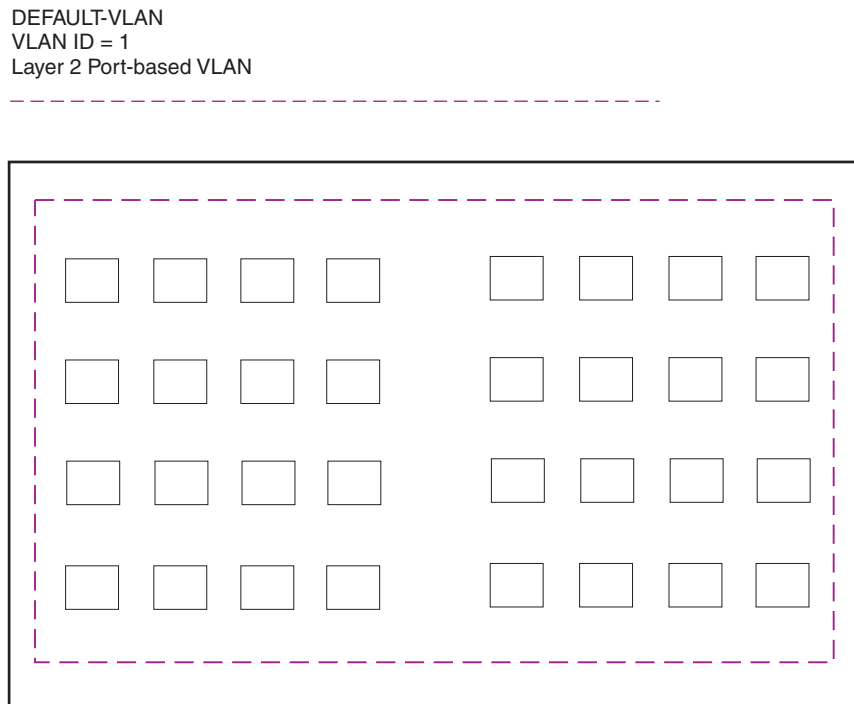 DEFAULT-VLAN
VLAN ID = 1
Layer 2 Port-based VLAN